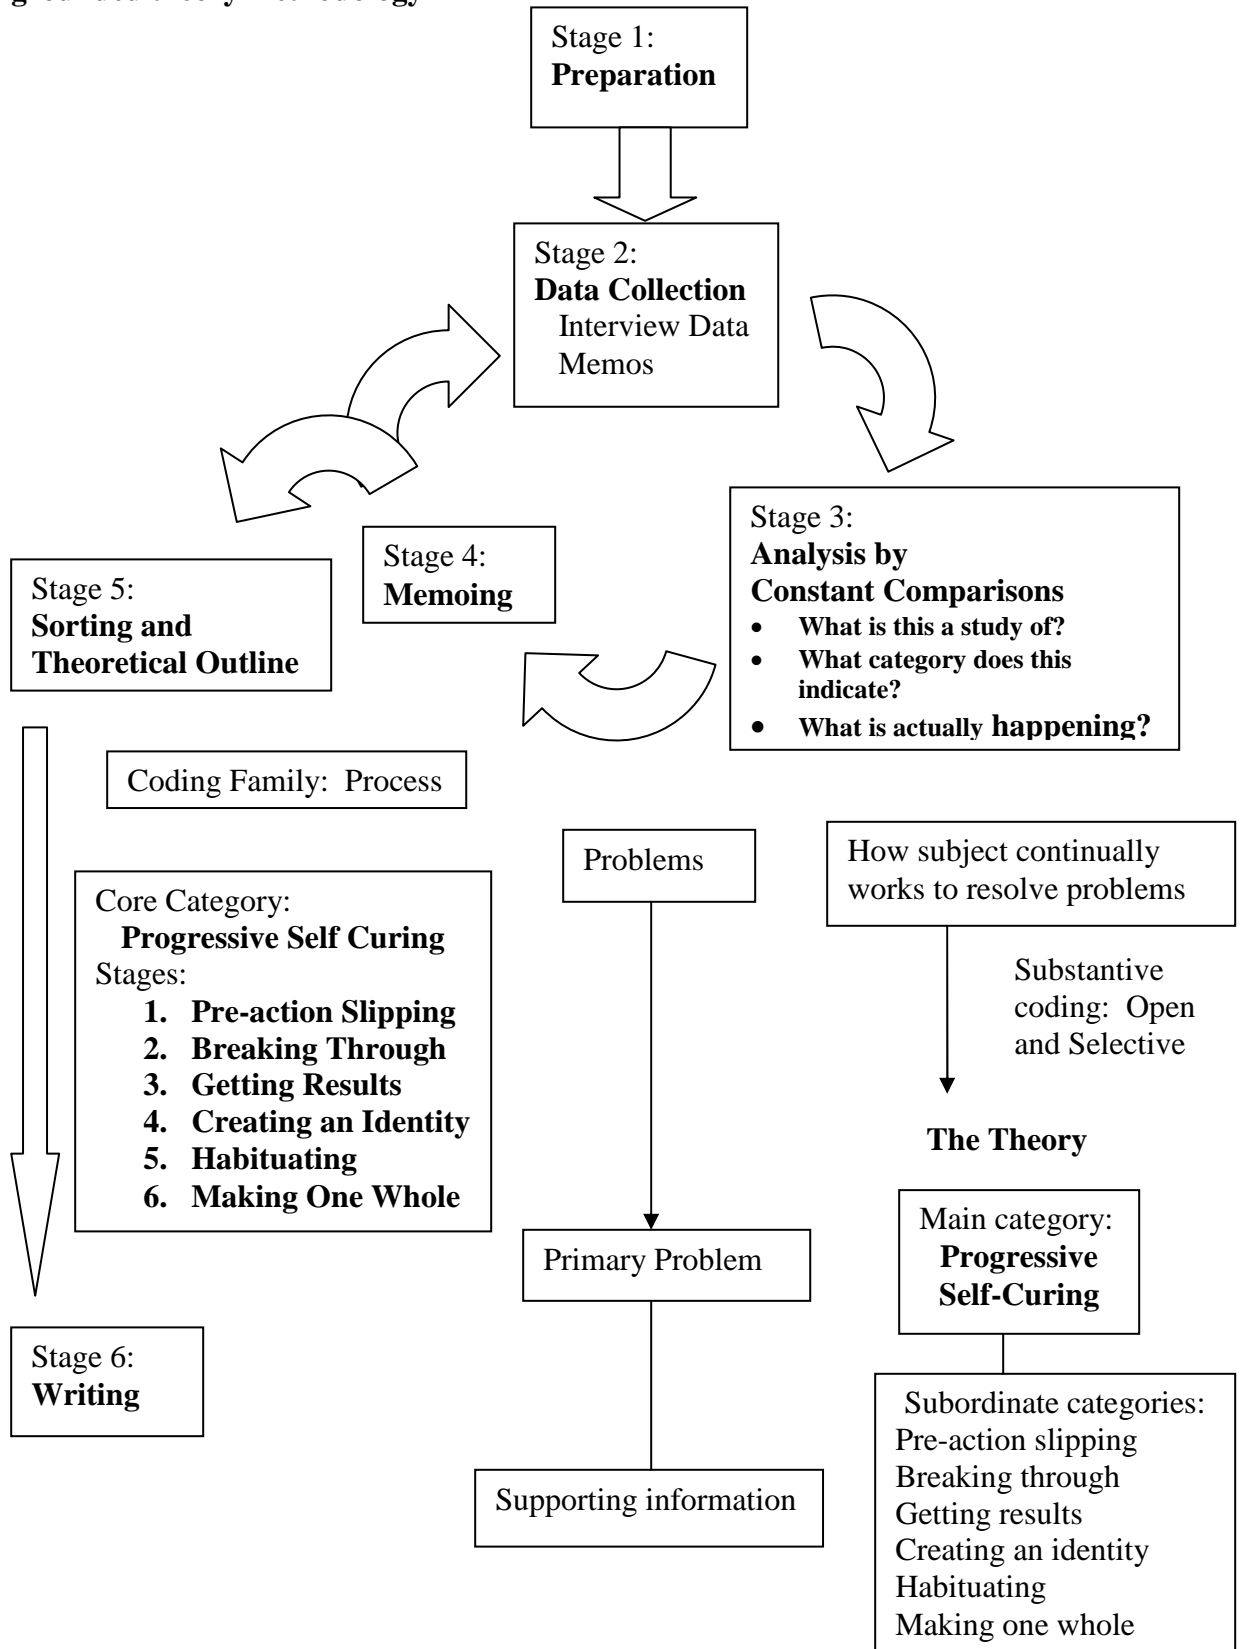 Stage 1:
Preparation
Stage 2:
Data Collection
Interview Data
Memos
Stage 3:
Analysis by
Constant Comparisons
• What is this a study of?
• What category does this
indicate?
• What is actually happening?
Stage 4:
Memoing
Stage 5:
Sorting and
Theoretical Outline
Coding Family: Process
Core Category:
Progressive Self Curing
Stages:
1. Pre-action Slipping
2. Breaking Through
3. Getting Results
4. Creating an Identity
5. Habituating
6. Making One Whole
Stage 6:
Writing
Problems
Primary Problem
Supporting information
How subject continually
works to resolve problems
Substantive
coding: Open
and Selective
The Theory
Main category:
Progressive
Self-Curing
Subordinate categories:
Pre-action slipping
Breaking through
Getting results
Creating an identity
Habituating
Making one whole